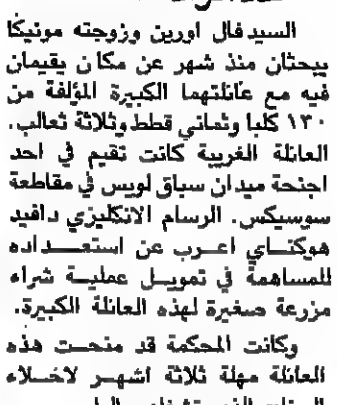 السيد فال اورين وزوجته مونيكا
يبحثان منذ شهر عن مكان يقيمان
فيه مع عائلتهما الكبيرة المؤلفة من
١٣٠ كلبا وثماني قطط وثلاثة ثعالب.
العائلة الغريبة كانت تقيم في احد
اجنحة ميدان سباق لويس في مقاطعة
سوسيكس. الرسام الانكليزي دافيد
هوكناي اعرب عن استعداده
للمساهمة في تمويل عملية شراء
مزرعة صغيرة لهذه العائلة الكبيرة.
وكانت المحكمة قد منحت هذه
العائلة مهلة ثلاثة اشهر لاخلاء